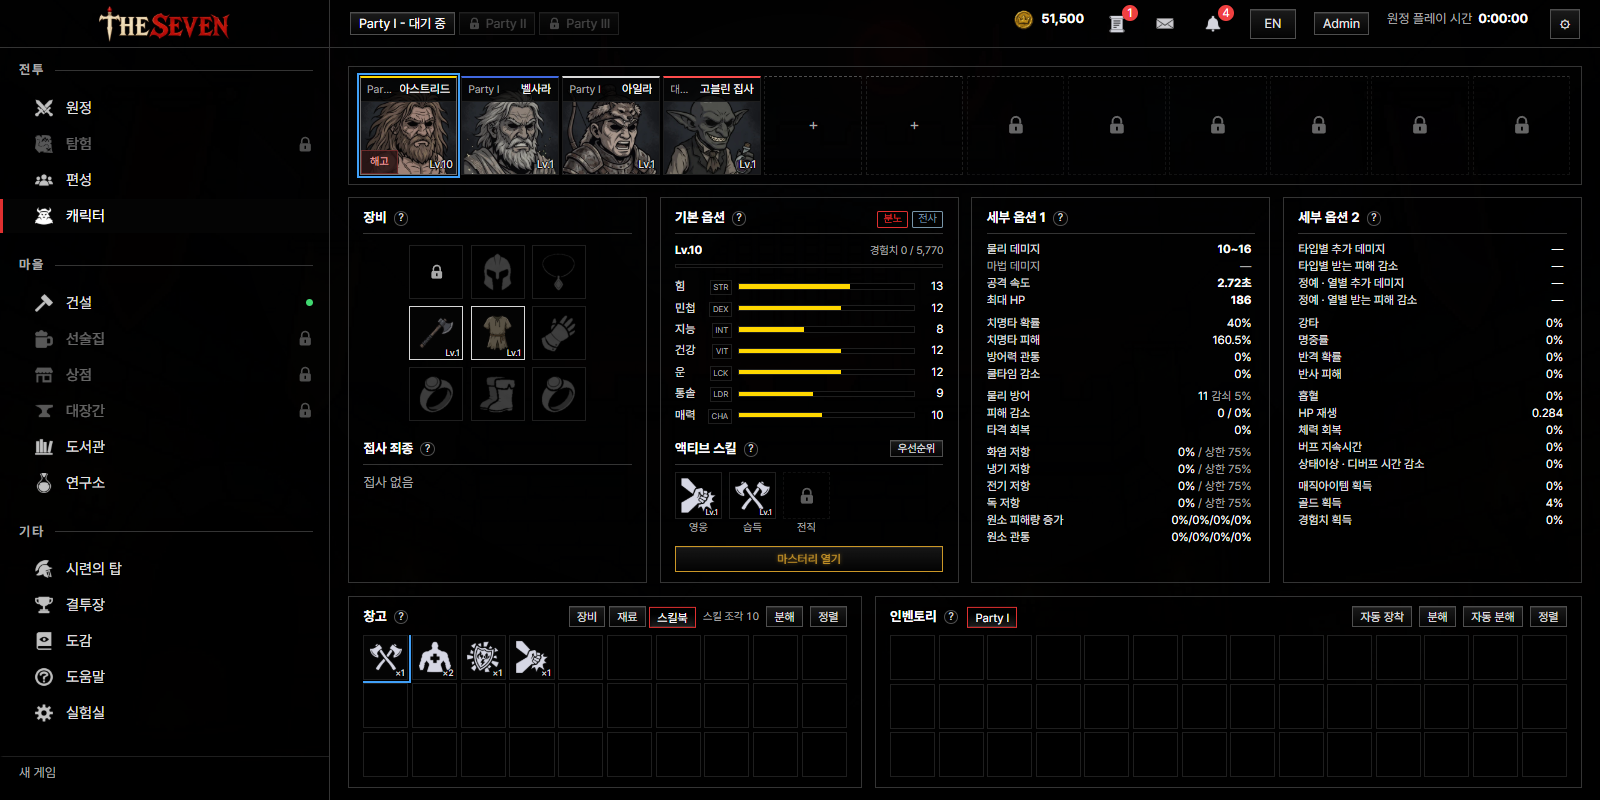 THE SEVEN
Party I - 대기 중
Party II
Party III
51,500
1
4
EN
Admin
원정 플레이 시간 0:00:00
전투
원정
탐험
편성
캐릭터
마을
건설
선술집
상점
대장간
도서관
연구소
기타
시련의 탑
결투장
도감
도움말
실험실
새 게임
Par... 아스트리드
해고
Lv.10
Party I 벨사라
Lv.1
Party I 아일라
Lv.1
대... 고블린 집사
Lv.1
+
+
장비 ?
Lv.1
Lv.1
접사 죄종 ?
접사 없음
기본 옵션 ?
분노
전사
Lv.10
경험치 0 / 5,770
힘 STR 13
민첩 DEX 12
지능 INT 8
건강 VIT 12
운 LCK 12
통솔 LDR 9
매력 CHA 10
액티브 스킬 ?
우선순위
Lv.1
Lv.1
영웅
습득
전직
마스터리 열기
세부 옵션 1 ?
물리 데미지 10~16
마법 데미지 —
공격 속도 2.72초
최대 HP 186
치명타 확률 40%
치명타 피해 160.5%
방어력 관통 0%
쿨타임 감소 0%
물리 방어 11 감쇠 5%
피해 감소 0 / 0%
타격 회복 0%
화염 저항 0% / 상한 75%
냉기 저항 0% / 상한 75%
전기 저항 0% / 상한 75%
독 저항 0% / 상한 75%
원소 피해량 증가 0%/0%/0%/0%
원소 관통 0%/0%/0%/0%
세부 옵션 2 ?
타입별 추가 데미지 —
타입별 받는 피해 감소 —
정예 · 열별 추가 데미지 —
정예 · 열별 받는 피해 감소 —
강타 0%
명중률 0%
반격 확률 0%
반사 피해 0%
흡혈 0%
HP 재생 0.284
체력 회복 0%
버프 지속시간 0%
상태이상 · 디버프 시간 감소 0%
매직아이템 획득 0%
골드 획득 4%
경험치 획득 0%
창고 ?
장비
재료
스킬북
스킬 조각 10
분해
정렬
×1
×2
×1
×1
인벤토리 ?
Party I
자동 장착
분해
자동 분해
정렬